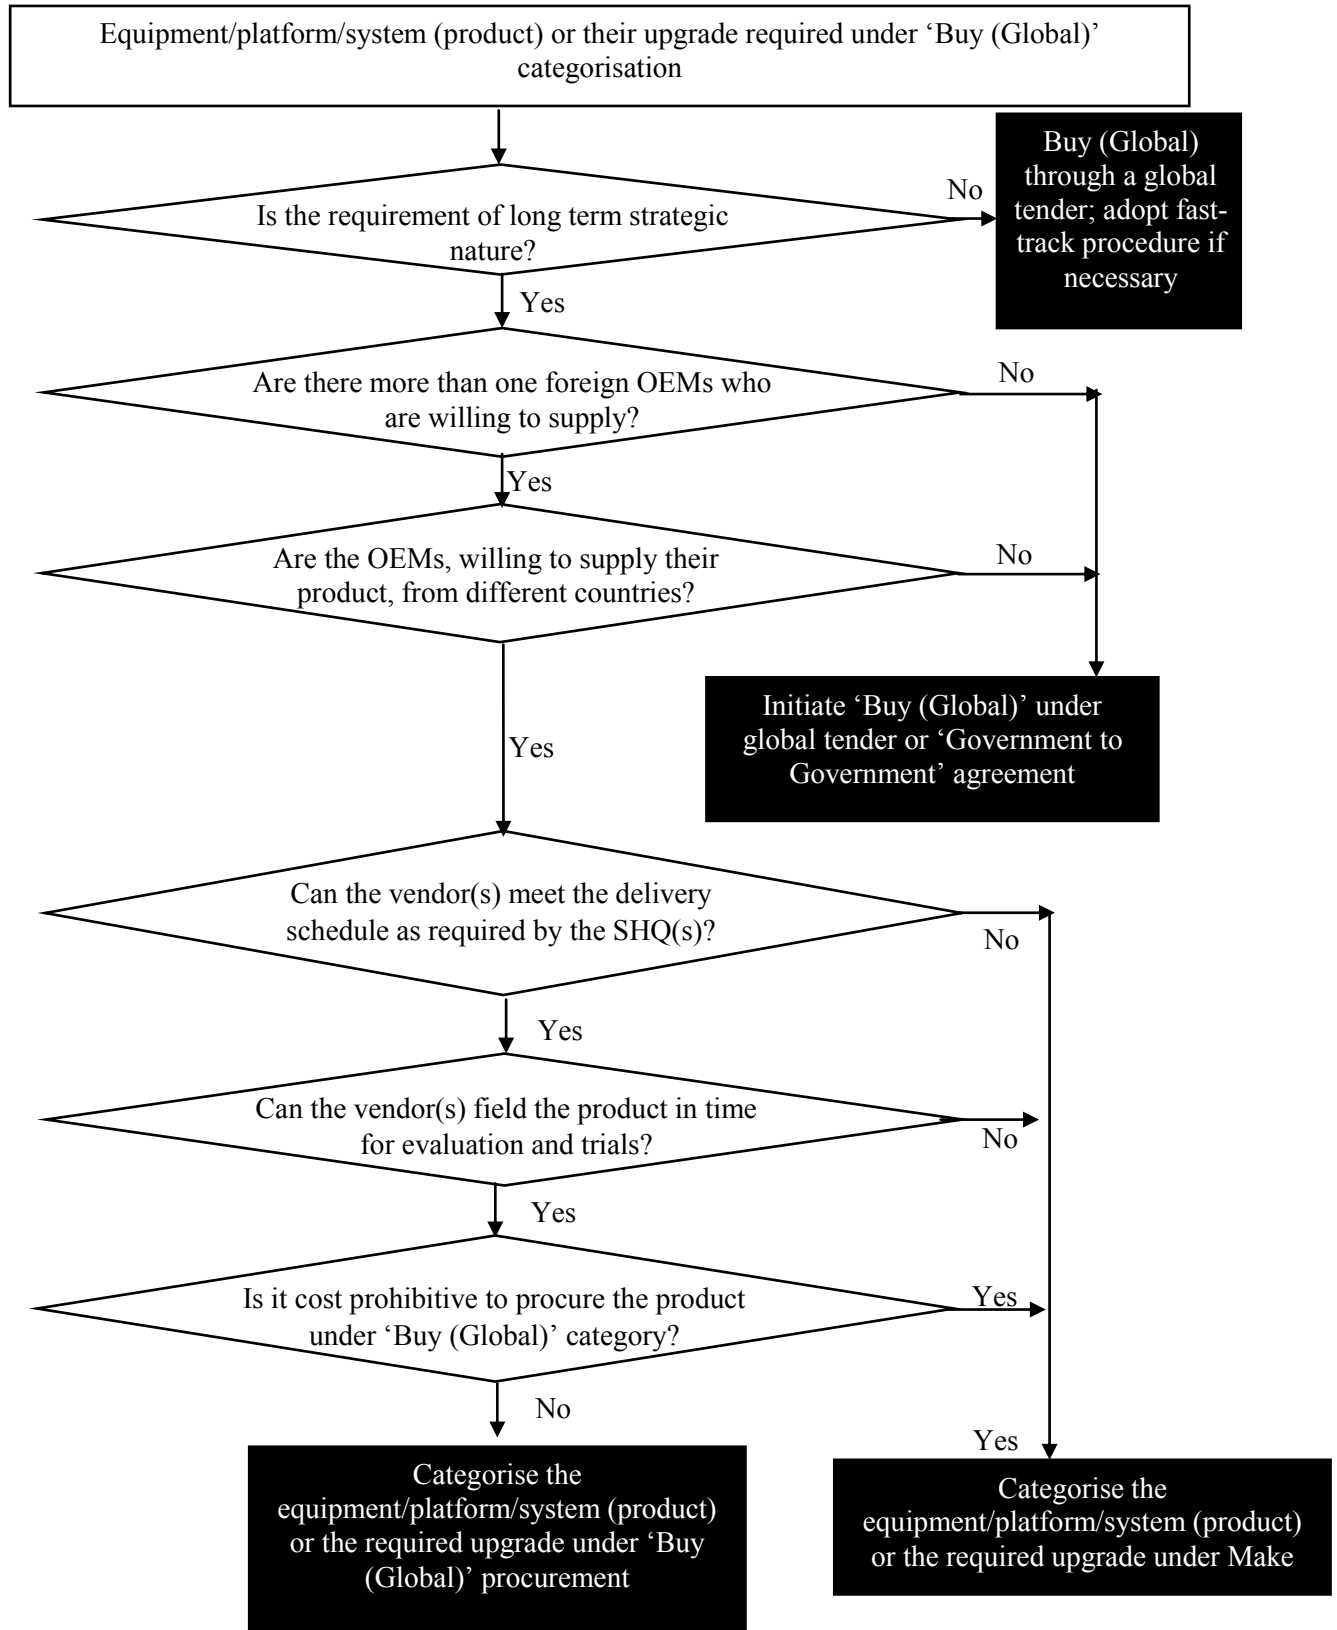 Equipment/platform/system (product) or their upgrade required under ‘Buy (Global)’
categorisation
Buy (Global)
through a global
tender; adopt fast-
track procedure if
necessary
No
Is the requirement of long term strategic
nature?
Yes
Are there more than one foreign OEMs who
are willing to supply?
No
Yes
Are the OEMs, willing to supply their
product, from different countries?
No
Initiate ‘Buy (Global)’ under
global tender or ‘Government to
Government’ agreement
Yes
Can the vendor(s) meet the delivery
schedule as required by the SHQ(s)?
No
Yes
Can the vendor(s) field the product in time
for evaluation and trials?
No
Yes
Is it cost prohibitive to procure the product
under ‘Buy (Global)’ category?
Yes
No
Yes
Categorise the
equipment/platform/system (product)
or the required upgrade under ‘Buy
(Global)’ procurement
Categorise the
equipment/platform/system (product)
or the required upgrade under Make